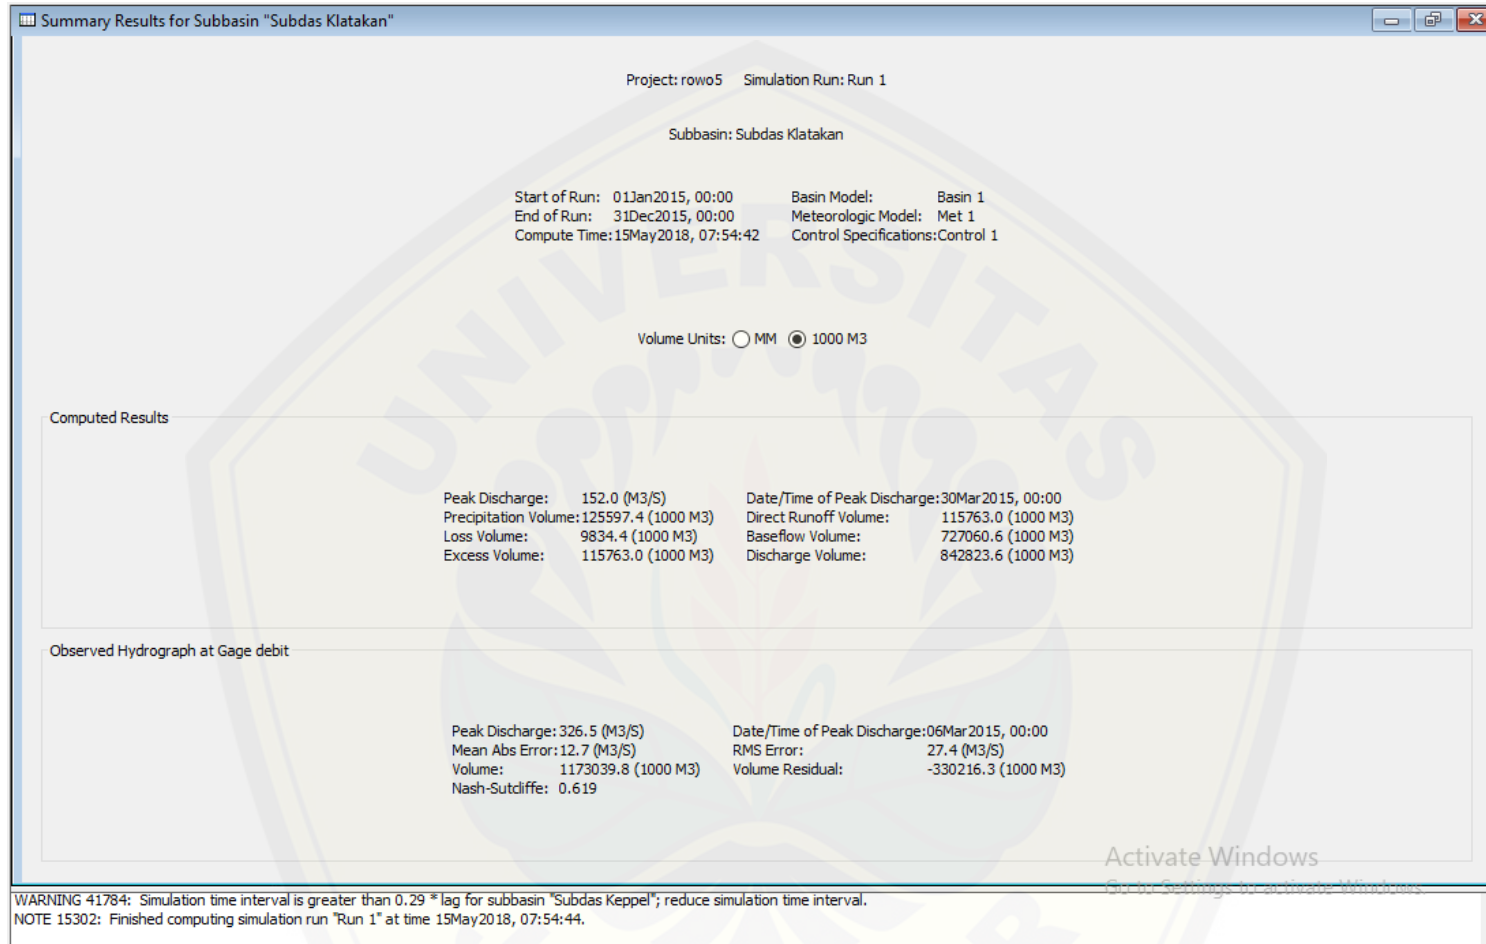 Summary Results for Subbasin "Subdas Klatakan"
Project: rowo5 Simulation Run: Run 1
Subbasin: Subdas Klatakan
Start of Run: 01Jan2015, 00:00 Basin Model: Basin 1
End of Run: 31Dec2015, 00:00 Meteorologic Model: Met 1
Compute Time:15May2018, 07:54:42 Control Specifications:Control 1
Volume Units: MM 1000 M3
Computed Results
Peak Discharge: 152.0 (M3/S) Date/Time of Peak Discharge:30Mar2015, 00:00
Precipitation Volume:125597.4 (1000 M3) Direct Runoff Volume: 115763.0 (1000 M3)
Loss Volume: 9834.4 (1000 M3) Baseflow Volume: 727060.6 (1000 M3)
Excess Volume: 115763.0 (1000 M3) Discharge Volume: 842823.6 (1000 M3)
Observed Hydrograph at Gage debit
Peak Discharge:326.5 (M3/S) Date/Time of Peak Discharge:06Mar2015, 00:00
Mean Abs Error:12.7 (M3/S) RMS Error: 27.4 (M3/S)
Volume: 1173039.8 (1000 M3) Volume Residual: -330216.3 (1000 M3)
Nash-Sutcliffe: 0.619
UNIVERSITAS
Activate Windows
Go to Settings to activate Windows.
WARNING 41784: Simulation time interval is greater than 0.29 * lag for subbasin "Subdas Keppel"; reduce simulation time interval.
NOTE 15302: Finished computing simulation run "Run 1" at time 15May2018, 07:54:44.